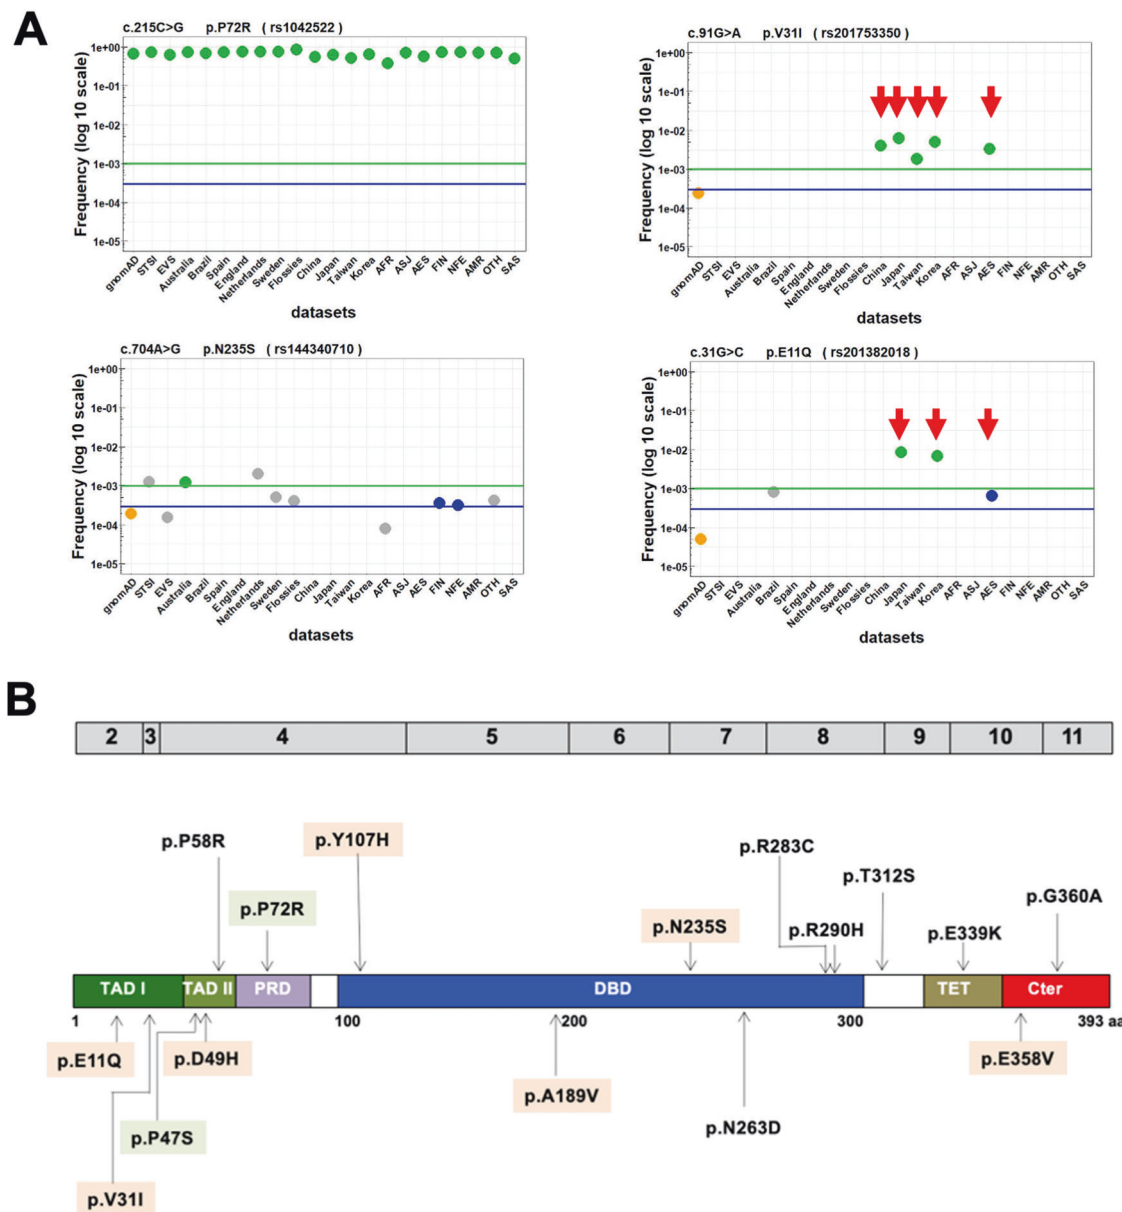 A
c.215C>G p.P72R ( rs1042522 )
Frequency (log 10 scale)
1e+00
1e-01
1e-02
1e-03
1e-04
1e-05
gnomAD STSI EVS Australia Brazil Spain England Netherlands Sweden Flossies China Japan Taiwan Korea AFR ASJ AES FIN NFE AMR OTH SAS
datasets
c.91G>A p.V31I ( rs201753350 )
Frequency (log 10 scale)
1e+00
1e-01
1e-02
1e-03
1e-04
1e-05
gnomAD STSI EVS Australia Brazil Spain England Netherlands Sweden Flossies China Japan Taiwan Korea AFR ASJ AES FIN NFE AMR OTH SAS
datasets
c.704A>G p.N235S ( rs144340710 )
Frequency (log 10 scale)
1e+00
1e-01
1e-02
1e-03
1e-04
1e-05
gnomAD STSI EVS Australia Brazil Spain England Netherlands Sweden Flossies China Japan Taiwan Korea AFR ASJ AES FIN NFE AMR OTH SAS
datasets
c.31G>C p.E11Q ( rs201382018 )
Frequency (log 10 scale)
1e+00
1e-01
1e-02
1e-03
1e-04
1e-05
gnomAD STSI EVS Australia Brazil Spain England Netherlands Sweden Flossies China Japan Taiwan Korea AFR ASJ AES FIN NFE AMR OTH SAS
datasets
B
2 3 4 5 6 7 8 9 10 11
p.P58R p.Y107H p.R283C
p.T312S
p.G360A
p.P72R
p.N235S p.R290H p.E339K
TAD I TAD II PRD DBD TET Cter
1 100 200 300 393 aa
p.E11Q p.D49H p.E358V
p.A189V
p.P47S p.N263D
p.V31I